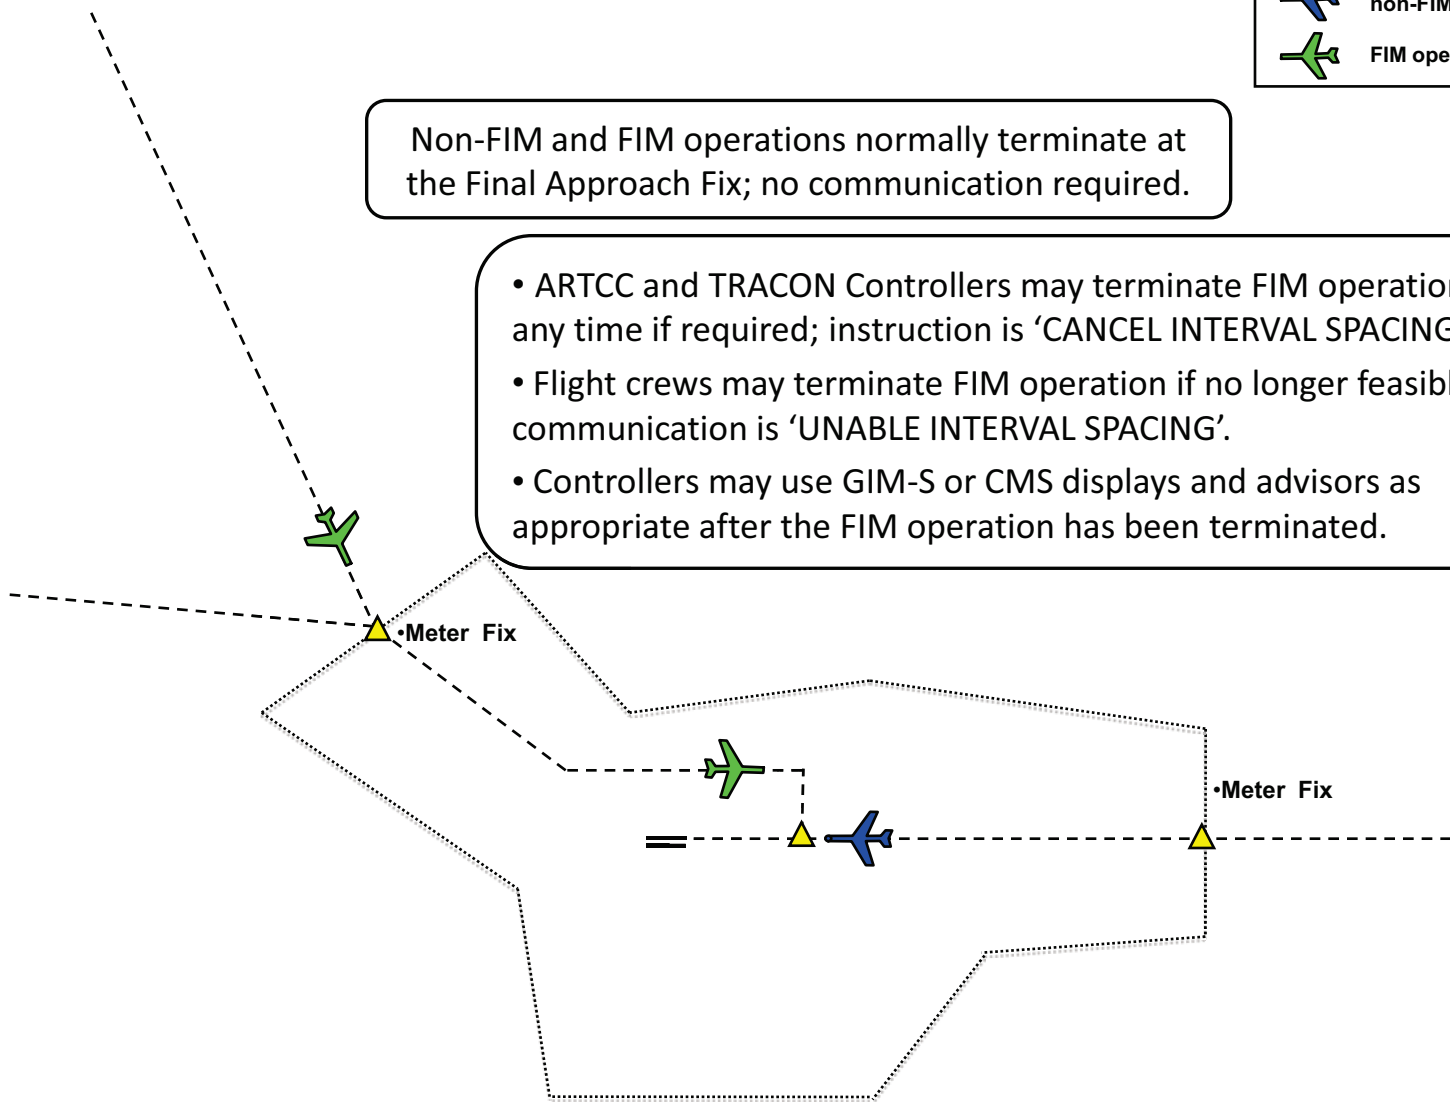 non-FIM
FIM ope
Non-FIM and FIM operations normally terminate at
the Final Approach Fix; no communication required.
• ARTCC and TRACON Controllers may terminate FIM operation
any time if required; instruction is ‘CANCEL INTERVAL SPACING
• Flight crews may terminate FIM operation if no longer feasibl
communication is ‘UNABLE INTERVAL SPACING’.
• Controllers may use GIM-S or CMS displays and advisors as
appropriate after the FIM operation has been terminated.
•Meter Fix
•Meter Fix